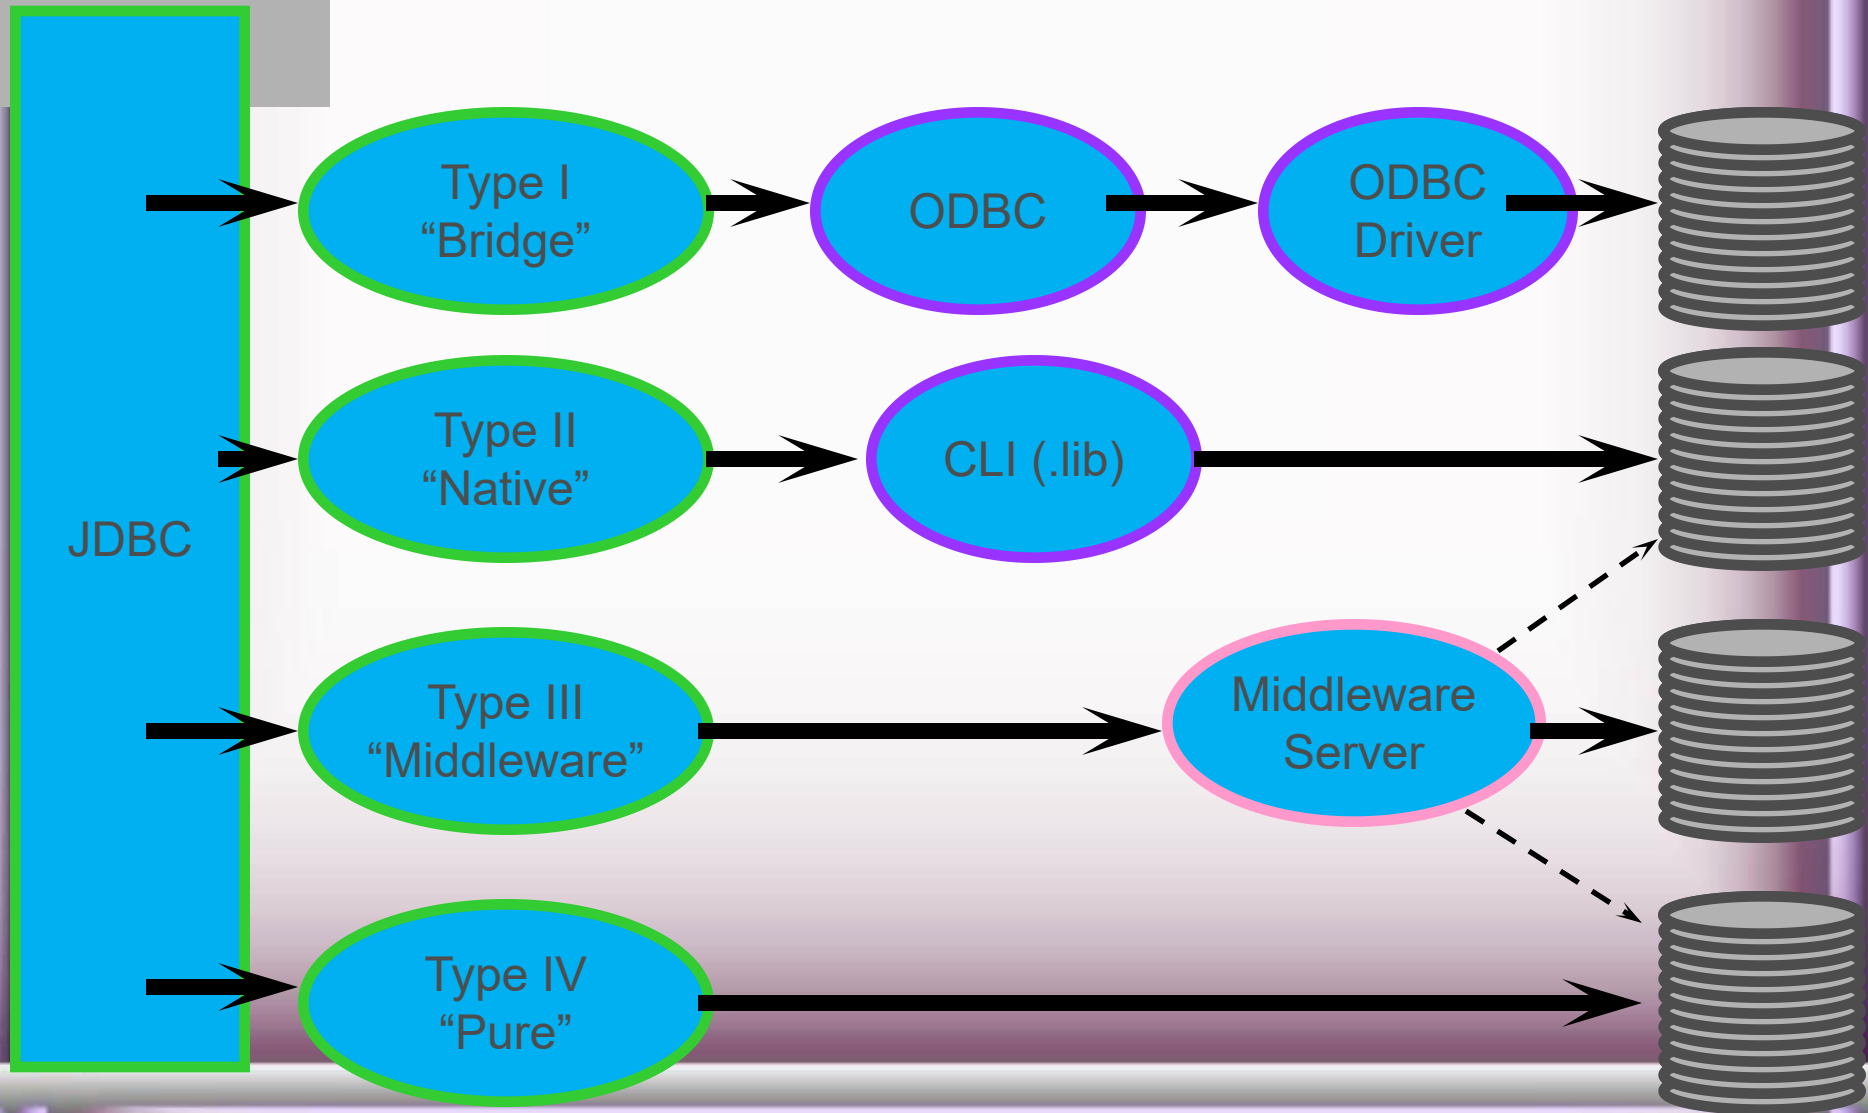 JDBC
Type I
“Bridge”
ODBC
ODBC
Driver
Type II
“Native”
CLI (.lib)
Type III
“Middleware”
Middleware
Server
Type IV
“Pure”